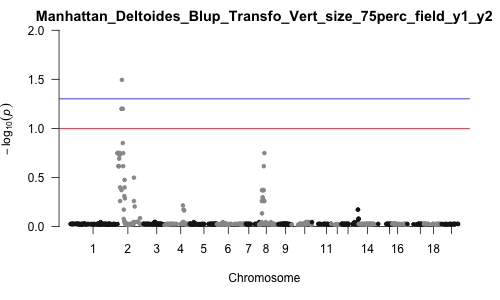 Manhattan_Deltoides_Blup_Transfo_Vert_size_75perc_field_y1_y2
2.0
1.5
1.0
0.5
0.0
− log10(p)
1 2 3 4 5 6 7 8 9 11 14 16 18
Chromosome